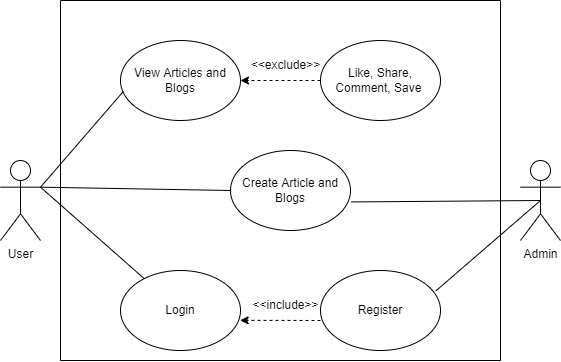 View Articles and
Blogs
<<exclude>>
Like, Share,
Comment, Save
Create Article and
Blogs
User
Admin
Login
<<include>>
Register